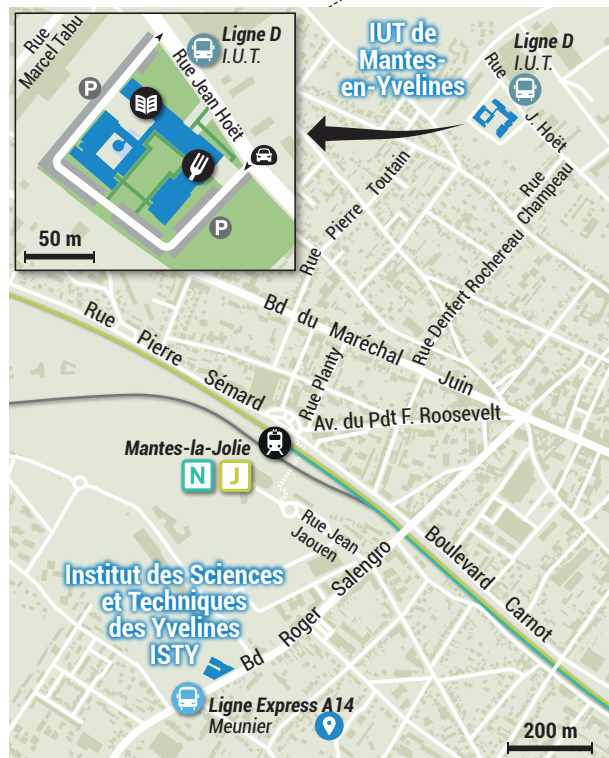 Rue
Marcel Tabu
Ligne D
I.U.T.
Rue Jean Hoët
P
P
50 m
IUT de
Mantes-
en-Yvelines
Ligne D
I.U.T.
Rue
J. Hoët
Rue Pierre Toutain
Rue
Champeau
Rue Denfert Rochereau
Bd du Maréchal Juin
Rue Pierre Sémard
Rue Planty
Av. du Pdt F. Roosevelt
Mantes-la-Jolie
N J
Rue Jean
Jaouen
Boulevard Carnot
Bd Roger Salengro
Institut des Sciences
et Techniques
des Yvelines
ISTY
Ligne Express A14
Meunier
200 m